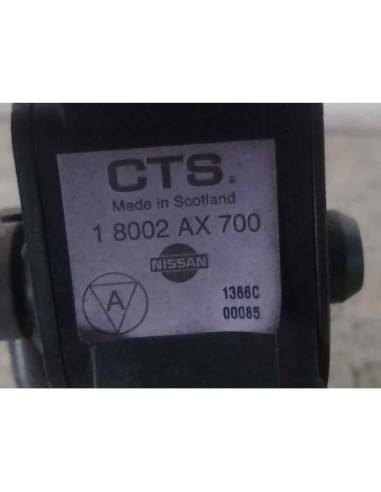 CTS®
Made in Scotland
1 8002 AX 700
NISSAN
A
1366C
00085